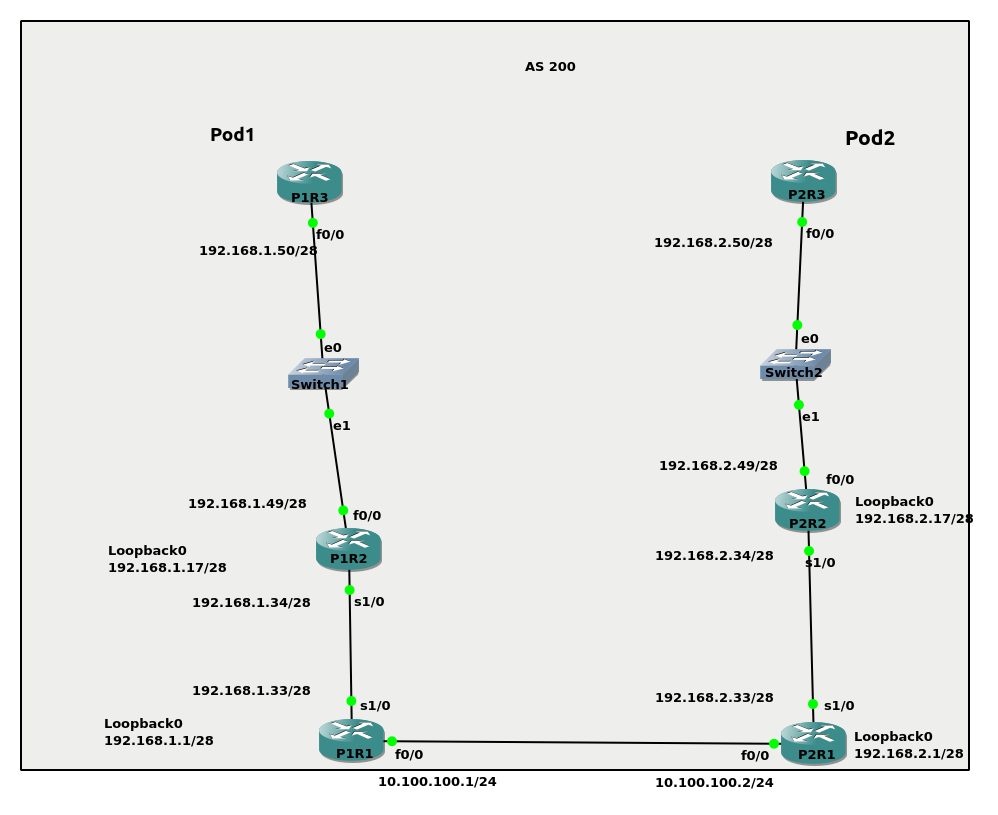 AS 200
Pod1
Pod2
P1R3
P2R3
f0/0
f0/0
192.168.1.50/28
192.168.2.50/28
e0
e0
Switch1
Switch2
e1
e1
192.168.1.49/28
192.168.2.49/28
f0/0
f0/0
Loopback0
192.168.2.17/28
P2R2
P1R2
Loopback0
192.168.1.17/28
192.168.2.34/28
s1/0
192.168.1.34/28
s1/0
192.168.1.33/28
192.168.2.33/28
s1/0
s1/0
Loopback0
192.168.1.1/28
P1R1
f0/0
f0/0
P2R1
Loopback0
192.168.2.1/28
10.100.100.1/24
10.100.100.2/24